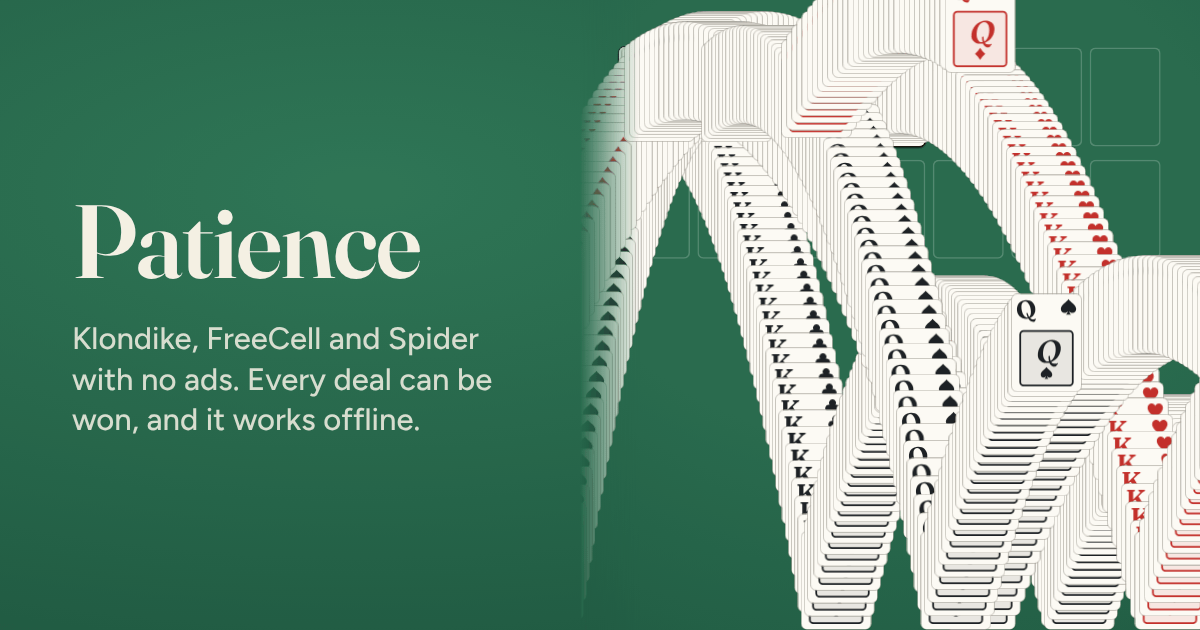 Patience
Klondike, FreeCell and Spider
with no ads. Every deal can be
won, and it works offline.
Q
Q
Q